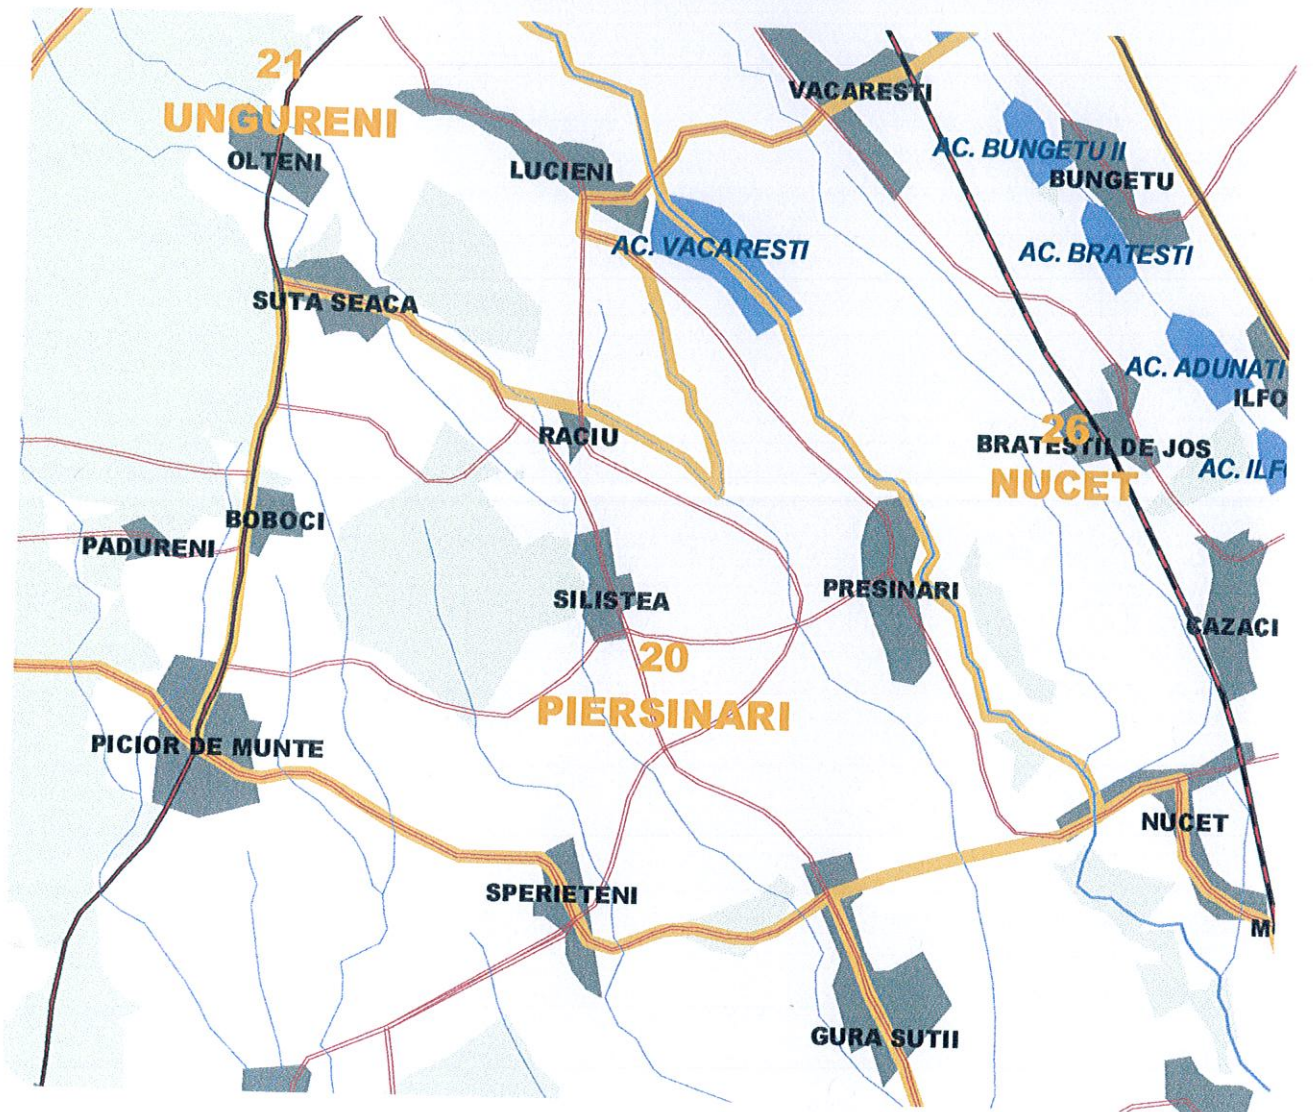 21
UNGURENI
OLTENI
VACARESTI
LUCIENI
AC. BUNGETU II
BUNGETU
AC. VACARESTI
AC. BRATESTI
SUTA SEACA
AC. ADUNATI
ILFO
RACIU
26
BRATESTII DE JOS
NUCET
AC. ILF
BOBOCI
PADURENI
SILISTEA
PRESINARI
CAZACI
20
PIERSINARI
PICIOR DE MUNTE
NUCET
SPERIETENI
M
GURA SUTII